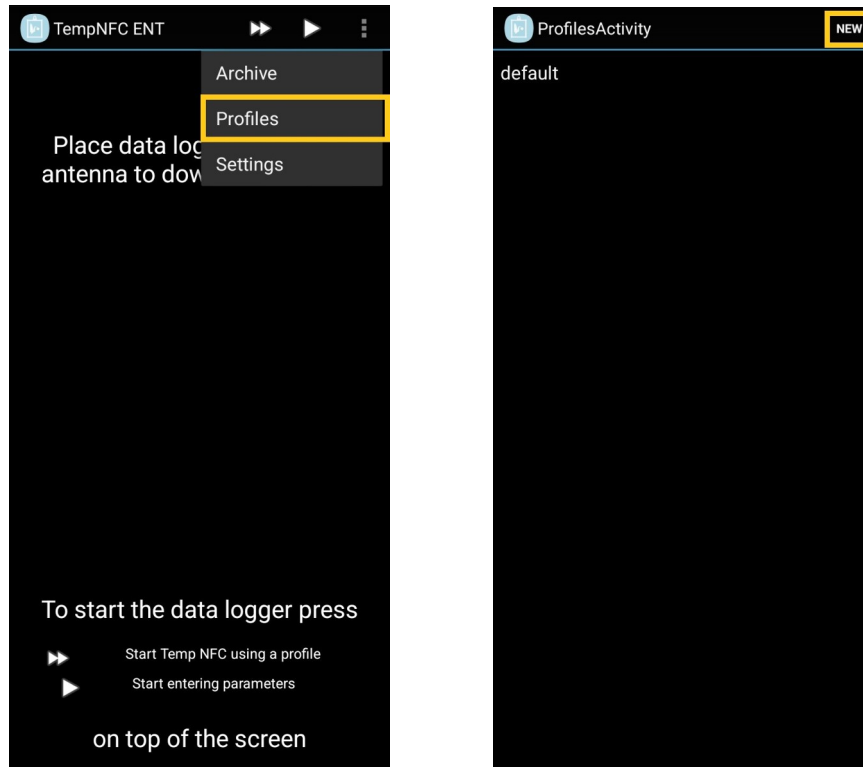 TempNFC ENT
Archive
Profiles
Settings
Place data log
antenna to dow
To start the data logger press
Start Temp NFC using a profile
Start entering parameters
on top of the screen
ProfilesActivity
NEW
default